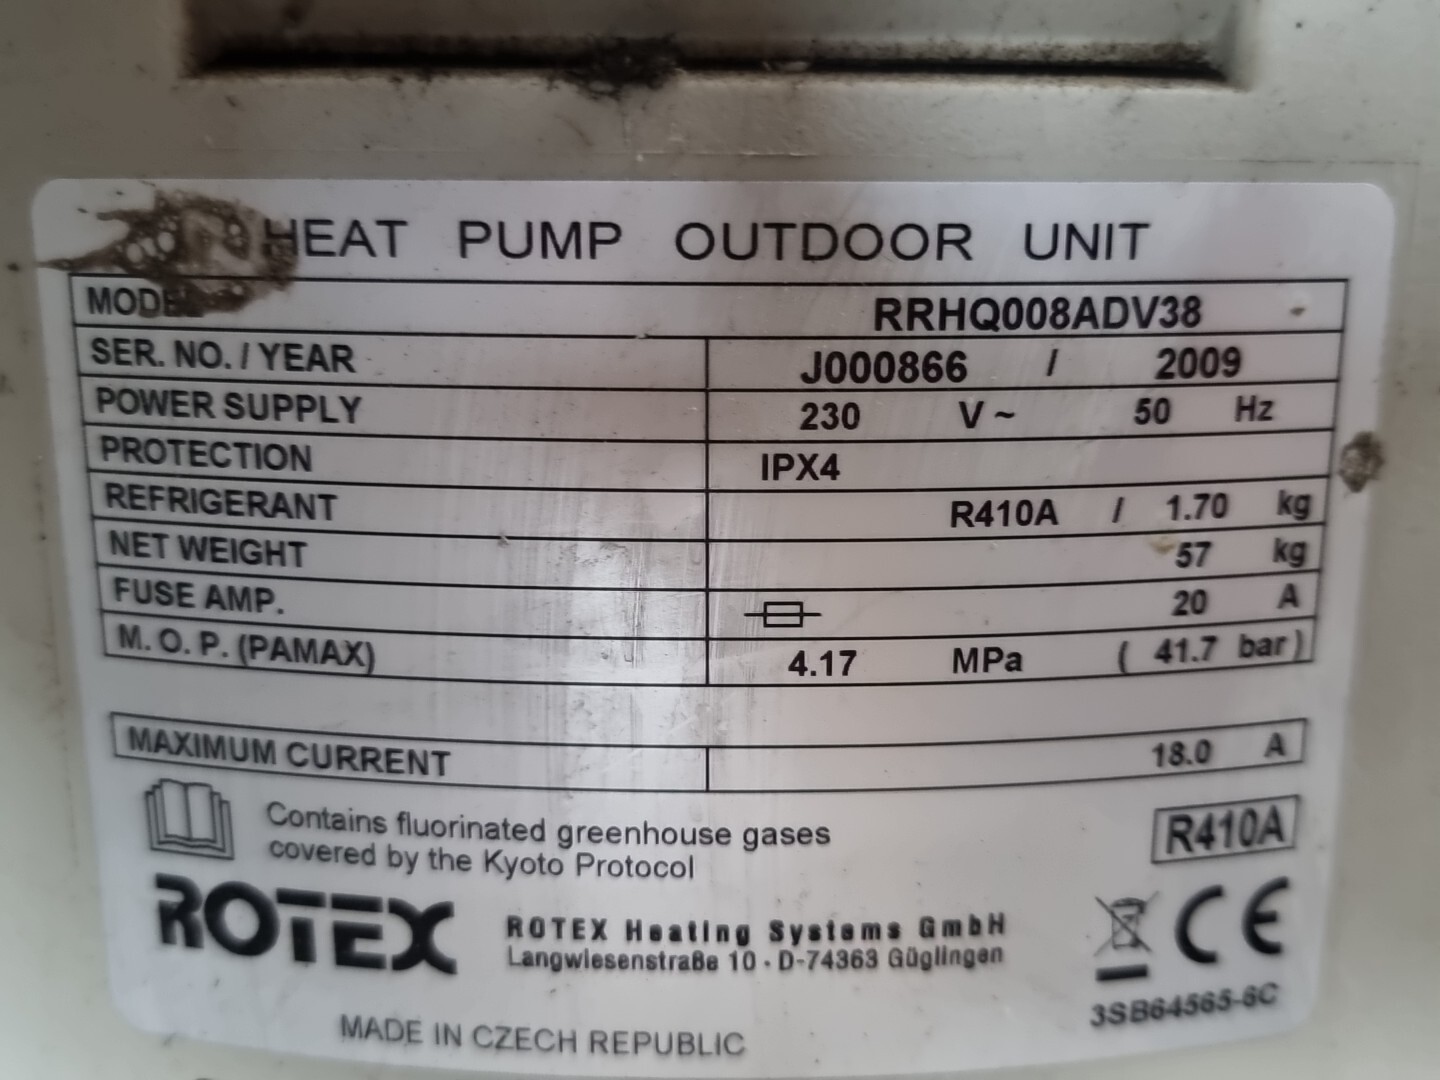 HEAT PUMP OUTDOOR UNIT
MODEL RRHQ008ADV38
SER. NO. / YEAR J000866 / 2009
POWER SUPPLY 230 V ~ 50 Hz
PROTECTION IPX4
REFRIGERANT R410A / 1.70 kg
NET WEIGHT 57 kg
FUSE AMP. 20 A
M. O. P. (PAMAX) 4.17 MPa ( 41.7 bar )
MAXIMUM CURRENT 18.0 A
Contains fluorinated greenhouse gases
covered by the Kyoto Protocol
R410A
ROTEX
ROTEX Heating Systems GmbH
Langwiesenstraße 10 · D-74363 Güglingen
CE
3SB64565-6C
MADE IN CZECH REPUBLIC